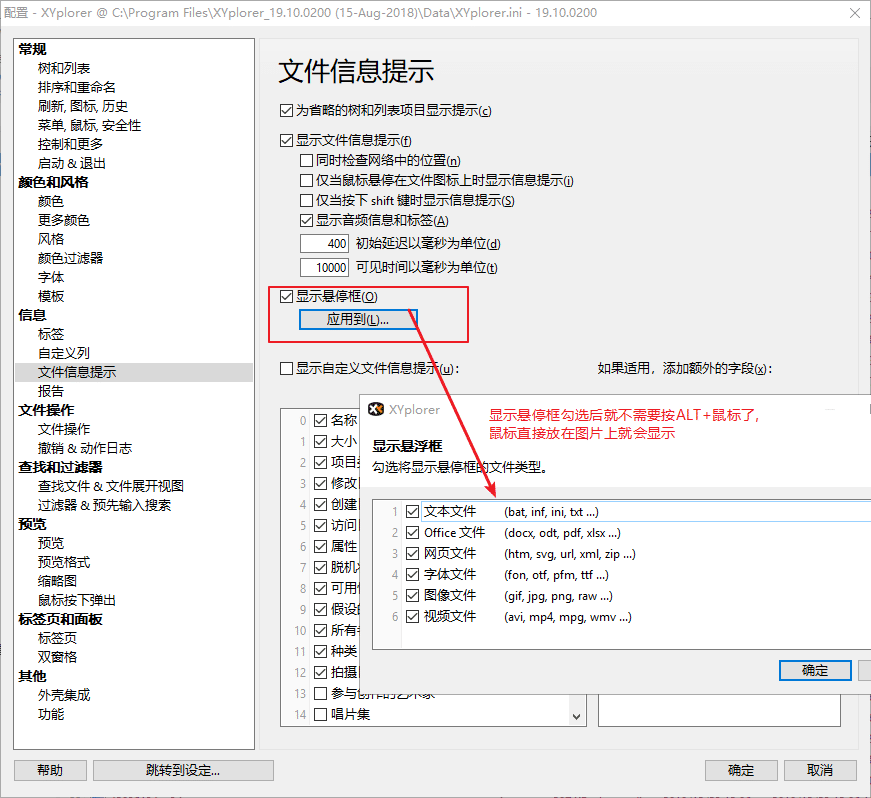 配置 - XYplorer @ C:\Program Files\XYplorer_19.10.0200 (15-Aug-2018)\Data\XYplorer.ini - 19.10.0200
常规
树和列表
排序和重命名
刷新, 图标, 历史
菜单, 鼠标, 安全性
控制和更多
启动 & 退出
颜色和风格
颜色
更多颜色
风格
颜色过滤器
字体
模板
信息
标签
自定义列
文件信息提示
报告
文件操作
文件操作
撤销 & 动作日志
查找和过滤器
查找文件 & 文件展开视图
过滤器 & 预先输入搜索
预览
预览
预览格式
缩略图
鼠标按下弹出
标签页和面板
标签页
双窗格
其他
外壳集成
功能
文件信息提示
为省略的树和列表项目显示提示(c)
显示文件信息提示(f)
同时检查网络中的位置(n)
仅当鼠标悬停在文件图标上时显示信息提示(i)
仅当按下 shift 键时显示信息提示(S)
显示音频信息和标签(A)
400 初始延迟以毫秒为单位(d)
10000 可见时间以毫秒为单位(t)
显示悬停框(O)
应用到(L)...
显示自定义文件信息提示(u):
如果适用，添加额外的字段(x):
0 名称
1 大小
2 项目
3 修改
4 创建
5 访问
6 属性
7 脱机
8 可用
9 假设
10 所有
11 种类
12 拍摄
13 参与创作的艺术家
14 唱片集
XYplorer
显示悬停框勾选后就不需要按ALT+鼠标了,
鼠标直接放在图片上就会显示
显示悬浮框
勾选将显示悬停框的文件类型。
1 文本文件 (bat, inf, ini, txt ...)
2 Office 文件 (docx, odt, pdf, xlsx ...)
3 网页文件 (htm, svg, url, xml, zip ...)
4 字体文件 (fon, otf, pfm, ttf ...)
5 图像文件 (gif, jpg, png, raw ...)
6 视频文件 (avi, mp4, mpg, wmv ...)
确定
帮助
跳转到设定...
确定
取消